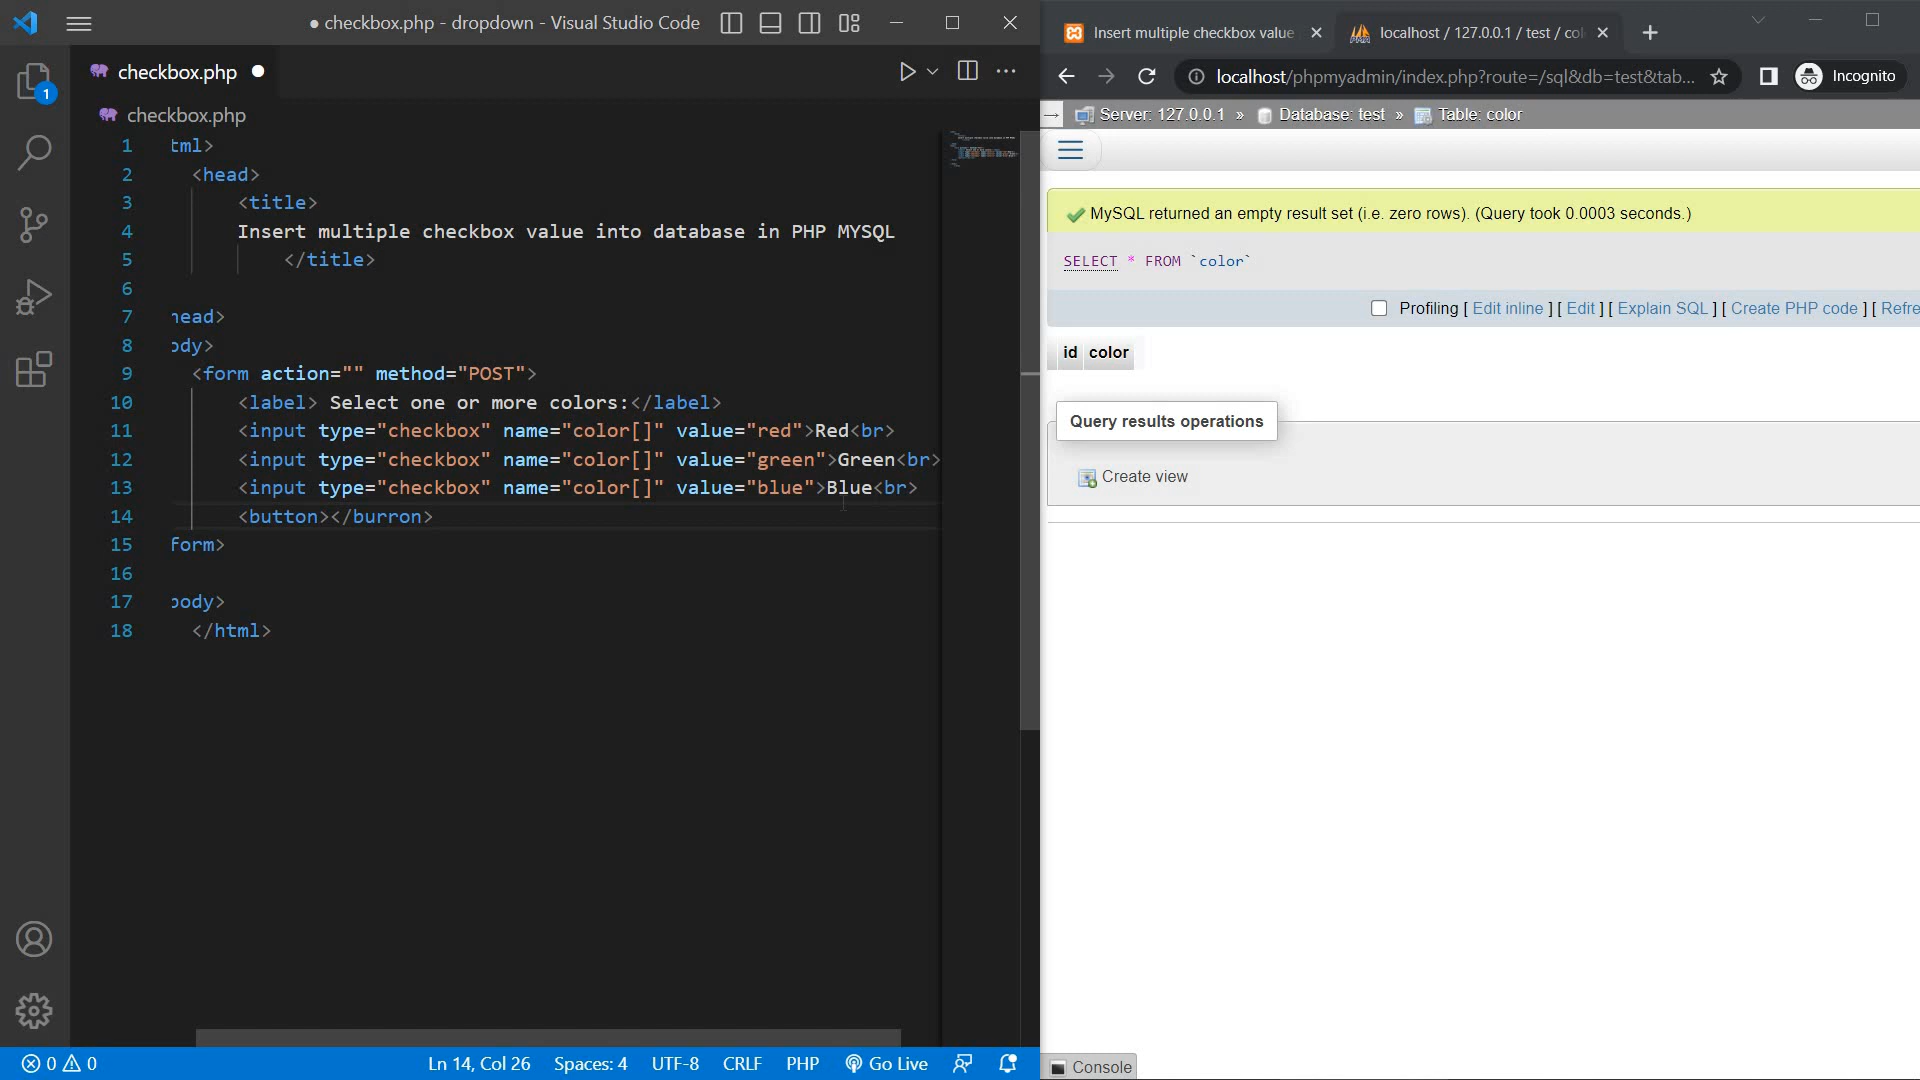 ● checkbox.php - dropdown - Visual Studio Code
checkbox.php ●
1
checkbox.php
1 tml>
2 <head>
3 <title>
4 Insert multiple checkbox value into database in PHP MYSQL
5 </title>
6
7 head>
8 ody>
9 <form action="" method="POST">
10 <label> Select one or more colors:</label>
11 <input type="checkbox" name="color[]" value="red">Red<br>
12 <input type="checkbox" name="color[]" value="green">Green<br>
13 <input type="checkbox" name="color[]" value="blue">Blue<br>
14 <button></burron>
15 form>
16
17 body>
18 </html>
0 0 Ln 14, Col 26 Spaces: 4 UTF-8 CRLF PHP Go Live
Insert multiple checkbox value
localhost / 127.0.0.1 / test / co
localhost/phpmyadmin/index.php?route=/sql&db=test&tab...
Incognito
Server: 127.0.0.1 » Database: test » Table: color
MySQL returned an empty result set (i.e. zero rows). (Query took 0.0003 seconds.)
SELECT * FROM `color`
Profiling [ Edit inline ] [ Edit ] [ Explain SQL ] [ Create PHP code ] [ Refre
id color
Query results operations
Create view
Console